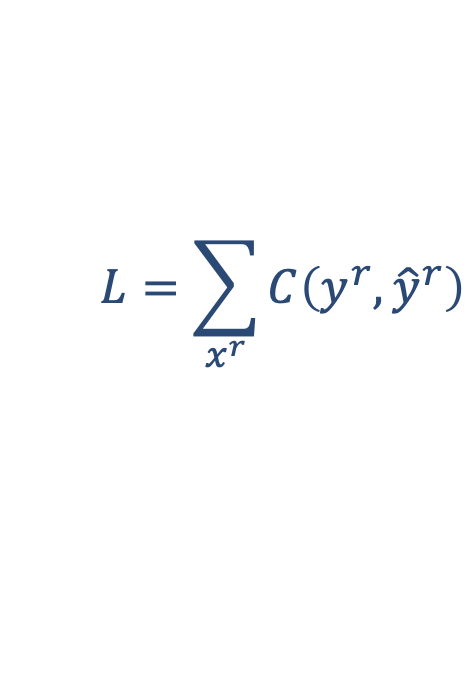 𝐿 = ∑ 𝐶(𝑦ʳ, ŷʳ)
𝑥ʳ